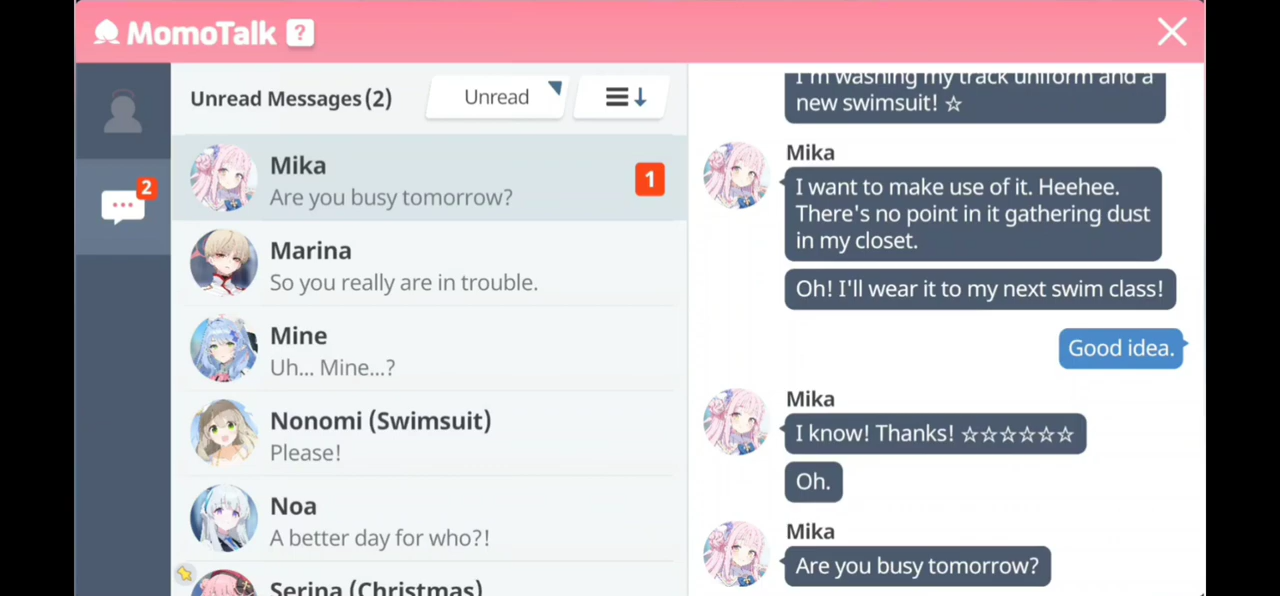 MomoTalk ?
Unread Messages (2)
Unread
2
Mika
Are you busy tomorrow?
1
Marina
So you really are in trouble.
Mine
Uh... Mine...?
Nonomi (Swimsuit)
Please!
Noa
A better day for who?!
Serina (Christmas)
I'm washing my track uniform and a
new swimsuit! ☆
Mika
I want to make use of it. Heehee.
There's no point in it gathering dust
in my closet.
Oh! I'll wear it to my next swim class!
Good idea.
Mika
I know! Thanks! ☆☆☆☆☆☆
Oh.
Mika
Are you busy tomorrow?